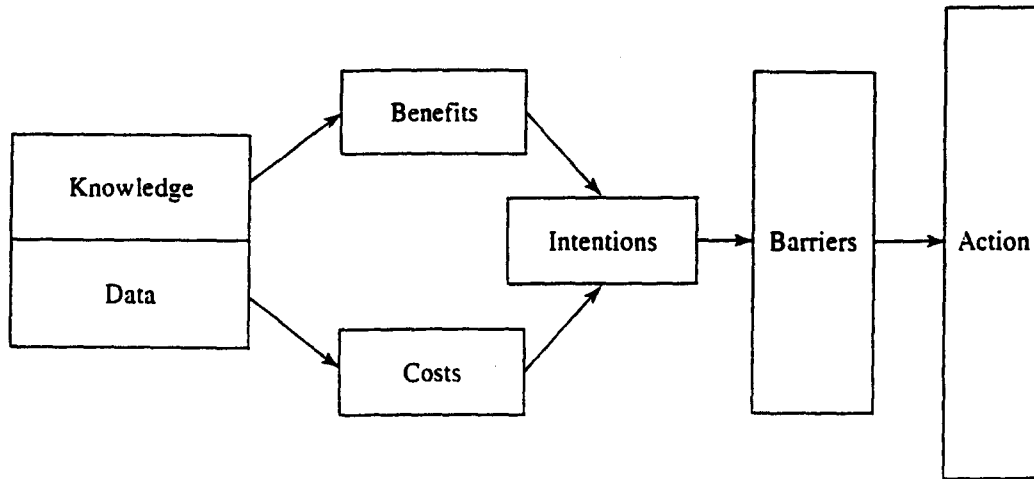 Knowledge
Data
Benefits
Costs
Intentions
Barriers
Action